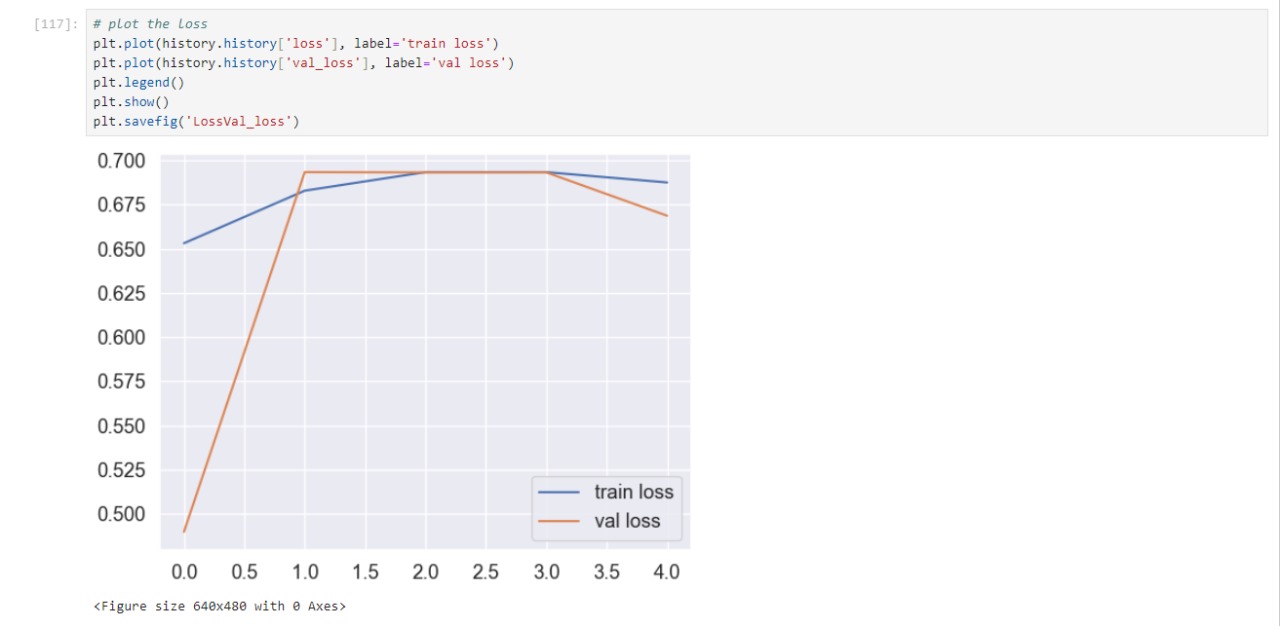 [117]: # plot the loss
plt.plot(history.history['loss'], label='train loss')
plt.plot(history.history['val_loss'], label='val loss')
plt.legend()
plt.show()
plt.savefig('LossVal_loss')
0.700
0.675
0.650
0.625
0.600
0.575
0.550
0.525
0.500
train loss
val loss
0.0 0.5 1.0 1.5 2.0 2.5 3.0 3.5 4.0
<Figure size 640x480 with 0 Axes>